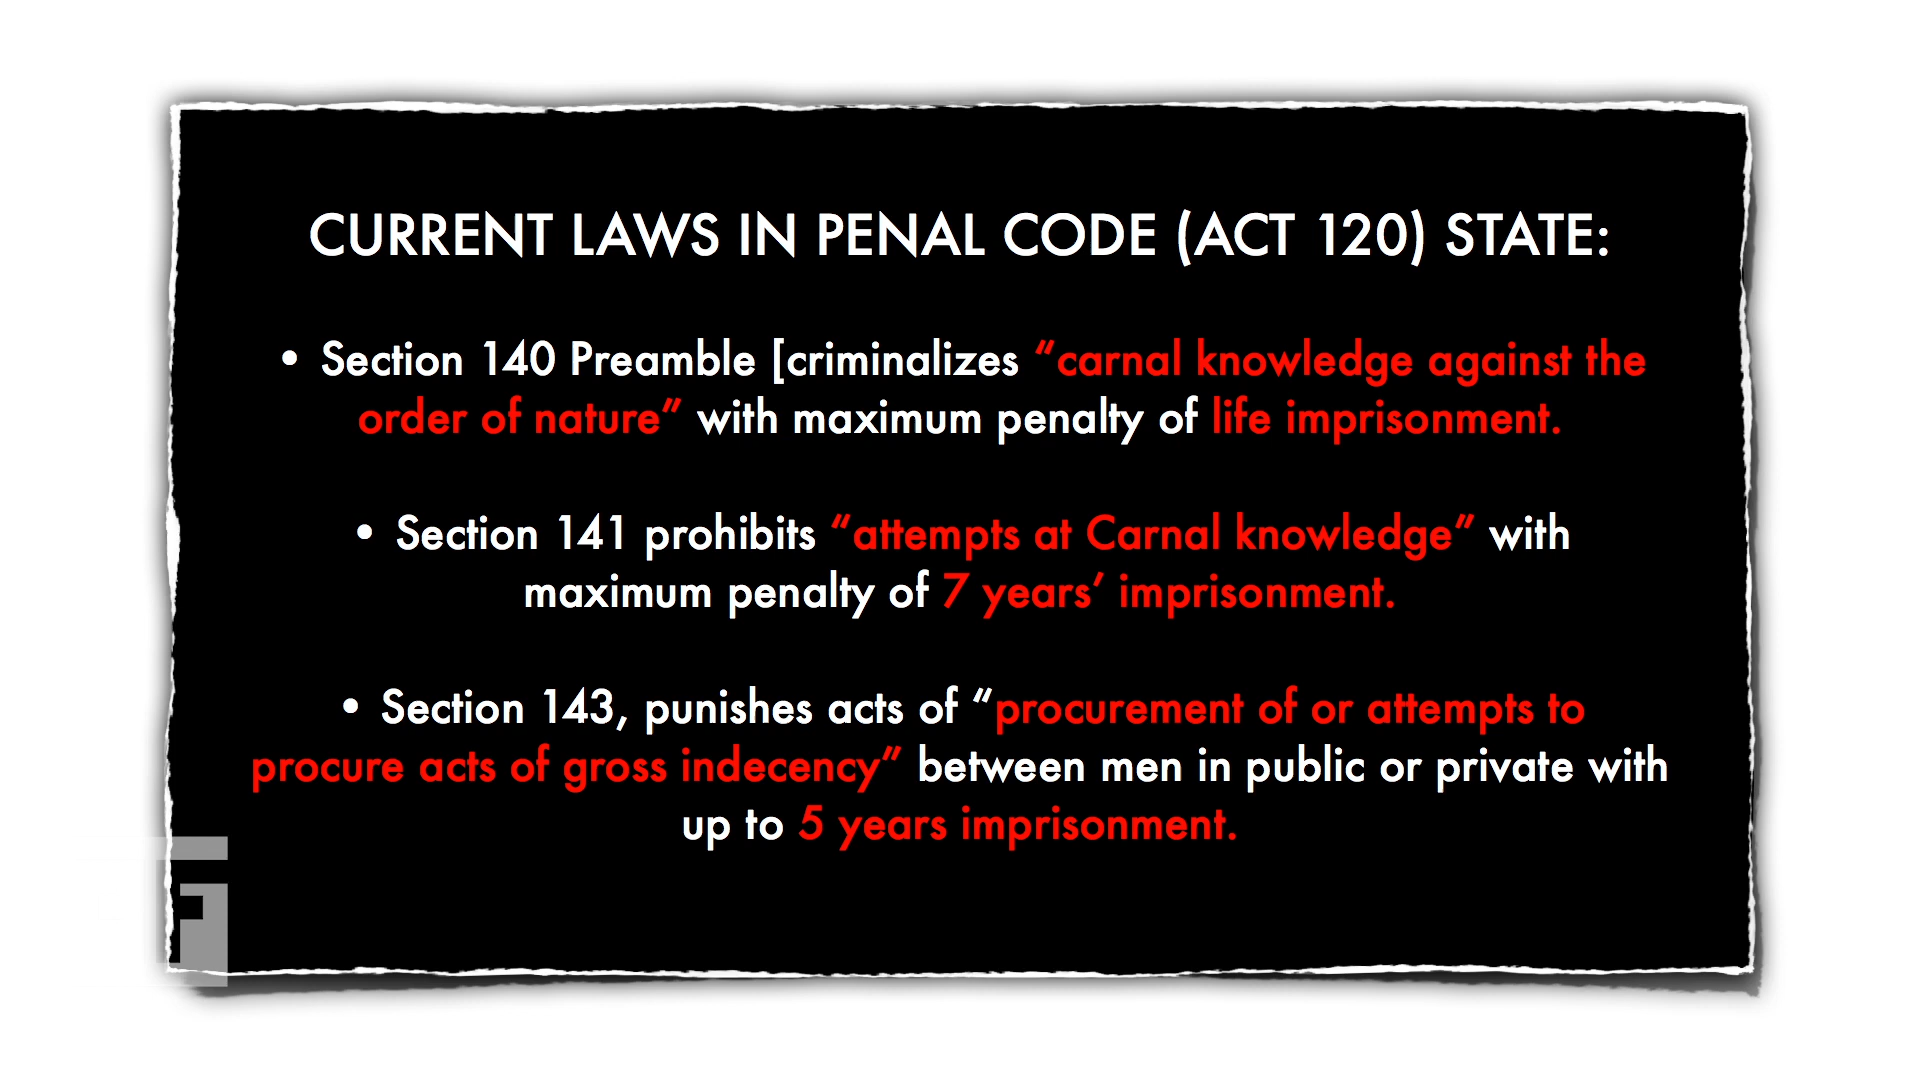 CURRENT LAWS IN PENAL CODE (ACT 120) STATE:
• Section 140 Preamble [criminalizes “carnal knowledge against the
order of nature” with maximum penalty of life imprisonment.
• Section 141 prohibits “attempts at Carnal knowledge” with
maximum penalty of 7 years’ imprisonment.
• Section 143, punishes acts of “procurement of or attempts to
procure acts of gross indecency” between men in public or private with
up to 5 years imprisonment.